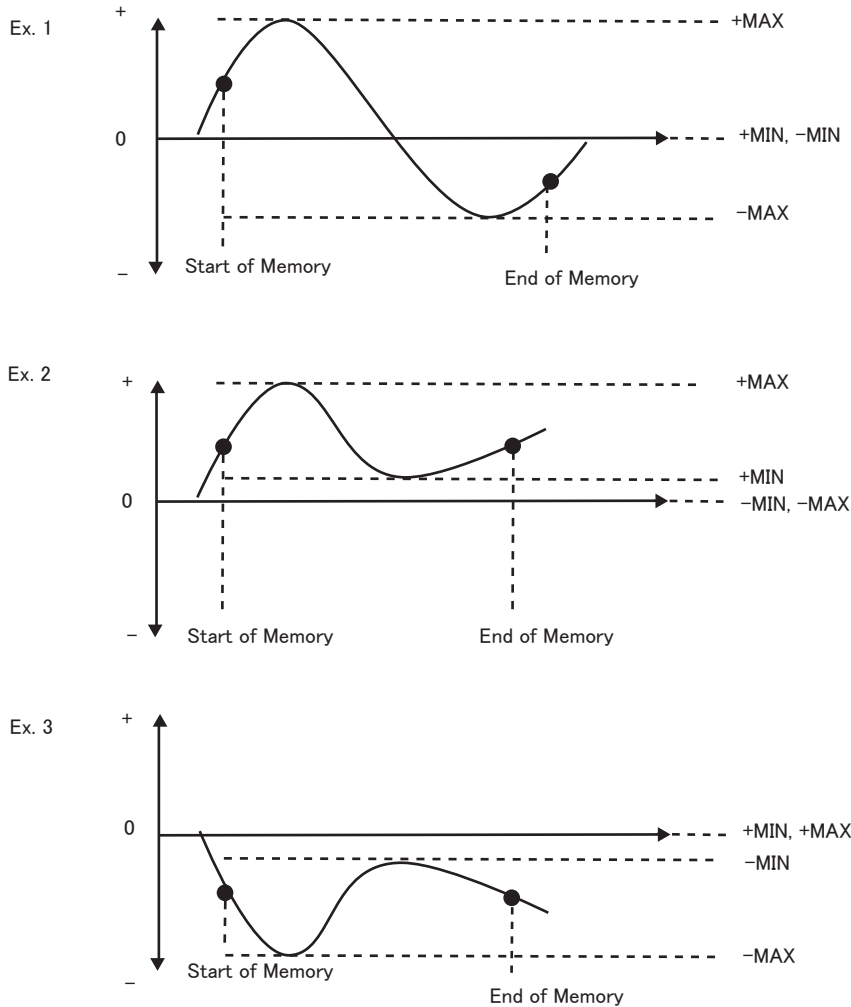 Ex. 1
+
+MAX
0
+MIN, −MIN
−MAX
−
Start of Memory
End of Memory
Ex. 2
+
+MAX
+MIN
0
−MIN, −MAX
−
Start of Memory
End of Memory
Ex. 3
+
0
+MIN, +MAX
−MIN
−MAX
−
Start of Memory
End of Memory